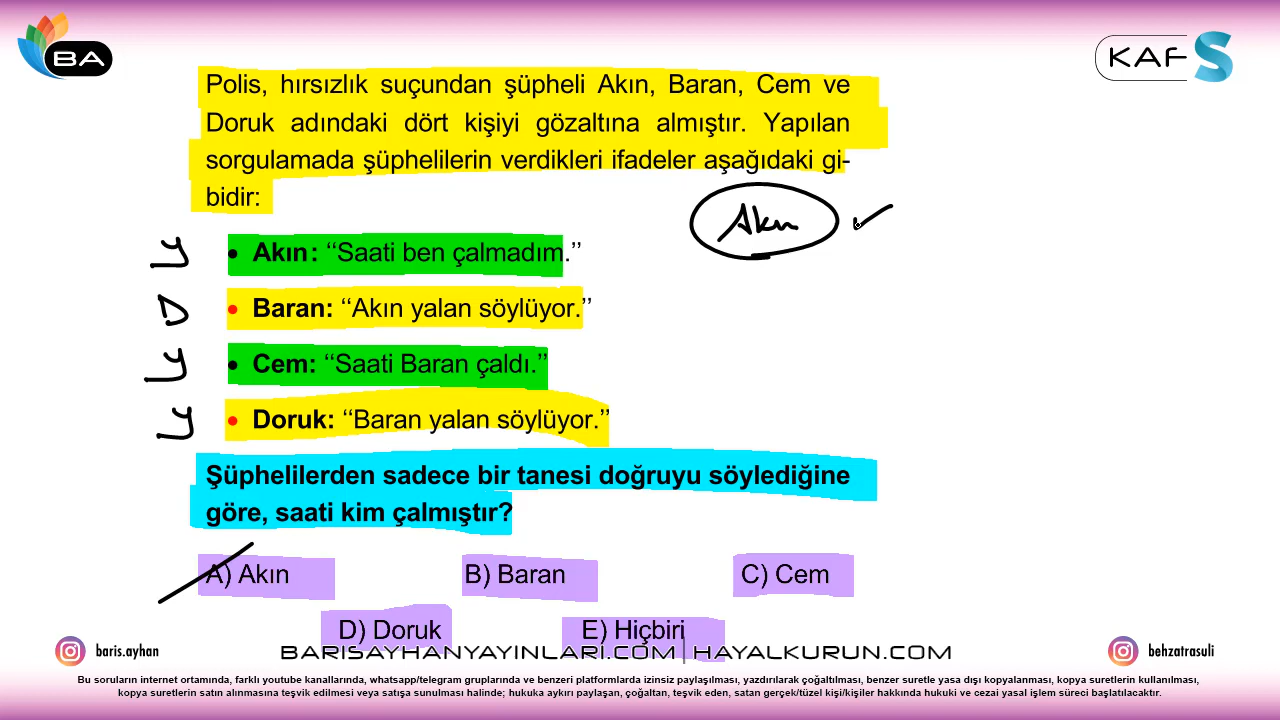 BA
KAF S
Polis, hırsızlık suçundan şüpheli Akın, Baran, Cem ve
Doruk adındaki dört kişiyi gözaltına almıştır. Yapılan
sorgulamada şüphelilerin verdikleri ifadeler aşağıdaki gi-
bidir:
Akın
Y • Akın: ‘‘Saati ben çalmadım.’’
D • Baran: ‘‘Akın yalan söylüyor.’’
Y • Cem: ‘‘Saati Baran çaldı.’’
Y • Doruk: ‘‘Baran yalan söylüyor.’’
Şüphelilerden sadece bir tanesi doğruyu söylediğine
göre, saati kim çalmıştır?
A) Akın B) Baran C) Cem
D) Doruk E) Hiçbiri
baris.ayhan BARISAYHANYAYINLARI.COM | HAYALKURUN.COM behzatrasuli
Bu soruların internet ortamında, farklı youtube kanallarında, whatsapp/telegram gruplarında ve benzeri platformlarda izinsiz paylaşılması, yazdırılarak çoğaltılması, benzer suretle yasa dışı kopyalanması, kopya suretlerin kullanılması,
kopya suretlerin satın alınmasına teşvik edilmesi veya satışa sunulması halinde; hukuka aykırı paylaşan, çoğaltan, teşvik eden, satan gerçek/tüzel kişi/kişiler hakkında hukuki ve cezai yasal işlem süreci başlatılacaktır.